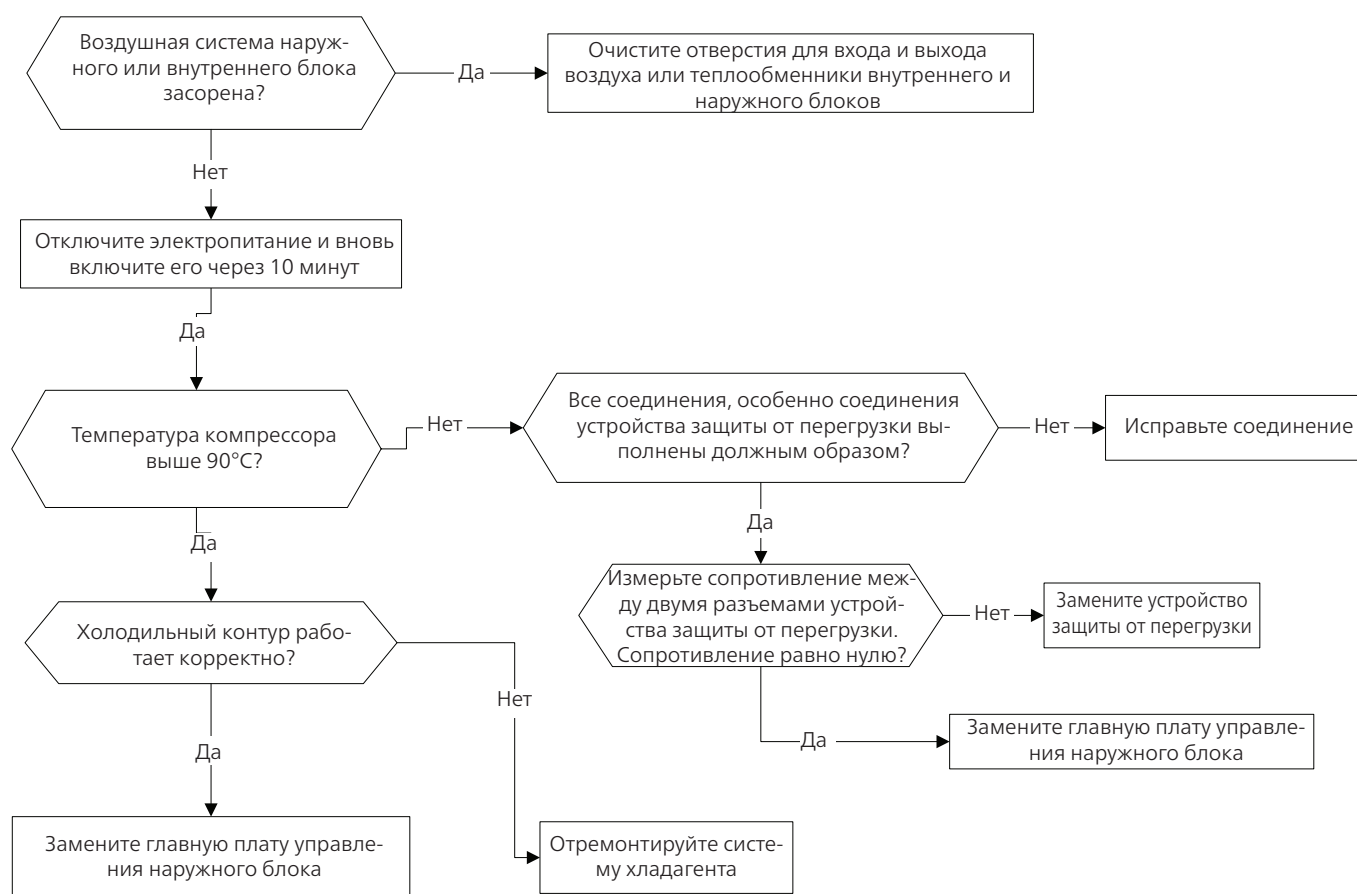 Воздушная система наруж-
ного или внутреннего блока
засорена?
Да
Очистите отверстия для входа и выхода
воздуха или теплообменники внутреннего и
наружного блоков
Нет
Отключите электропитание и вновь
включите его через 10 минут
Да
Температура компрессора
выше 90°C?
Нет
Все соединения, особенно соединения
устройства защиты от перегрузки вы-
полнены должным образом?
Нет
Исправьте соединение
Да
Да
Измерьте сопротивление меж-
ду двумя разъемами устрой-
ства защиты от перегрузки.
Сопротивление равно нулю?
Нет
Замените устройство
защиты от перегрузки
Холодильный контур рабо-
тает корректно?
Нет
Да
Да
Замените главную плату управле-
ния наружного блока
Замените главную плату управле-
ния наружного блока
Отремонтируйте систе-
му хладагента